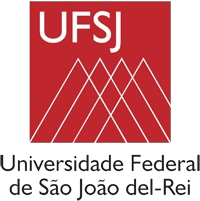 UFSJ
Universidade Federal
de São João del-Rei